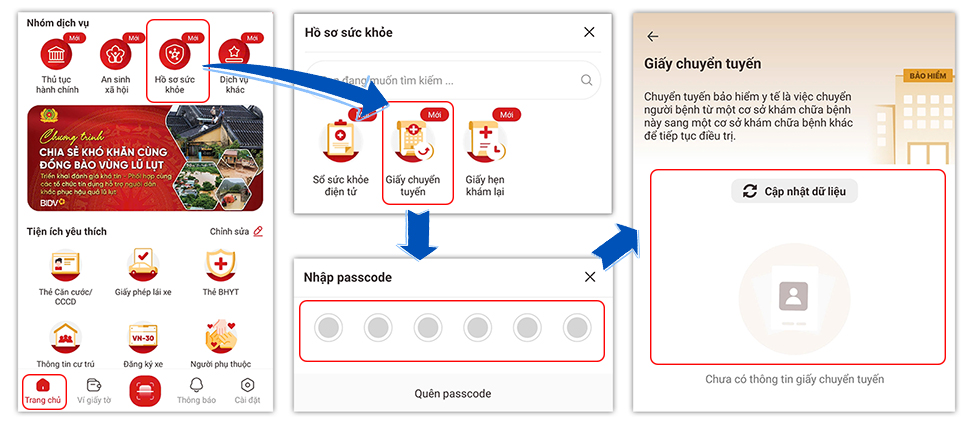 Nhóm dịch vụ
Mới
Mới
Mới
Mới
Thủ tục
hành chính
An sinh
xã hội
Hồ sơ sức
khỏe
Dịch vụ
khác
Chương trình
CHIA SẺ KHÓ KHĂN CÙNG
ĐỒNG BÀO VÙNG LŨ LỤT
Triển khai đánh giá khái tín - Phối hợp cùng
các tổ chức tín dụng hỗ trợ người dân
khắc phục hậu quả lũ lụt
BIDV
Tiện ích yêu thích
Chỉnh sửa
Thẻ Căn cước/
CCCD
Giấy phép lái xe
Thẻ BHYT
VN-30
Thông tin cư trú
Đăng ký xe
Người phụ thuộc
Trang chủ
Ví giấy tờ
Thông báo
Cài đặt
Hồ sơ sức khỏe
đang/muốn tìm kiếm ...
Mới
Mới
Sổ sức khỏe
điện tử
Giấy chuyển
tuyến
Giấy hẹn
khám lại
Nhập passcode
Quên passcode
Giấy chuyển tuyến
BẢO HIỂM
Chuyển tuyến bảo hiểm y tế là việc chuyển
người bệnh từ một cơ sở khám chữa bệnh
này sang một cơ sở khám chữa bệnh khác
để tiếp tục điều trị.
Cập nhật dữ liệu
Chưa có thông tin giấy chuyển tuyến